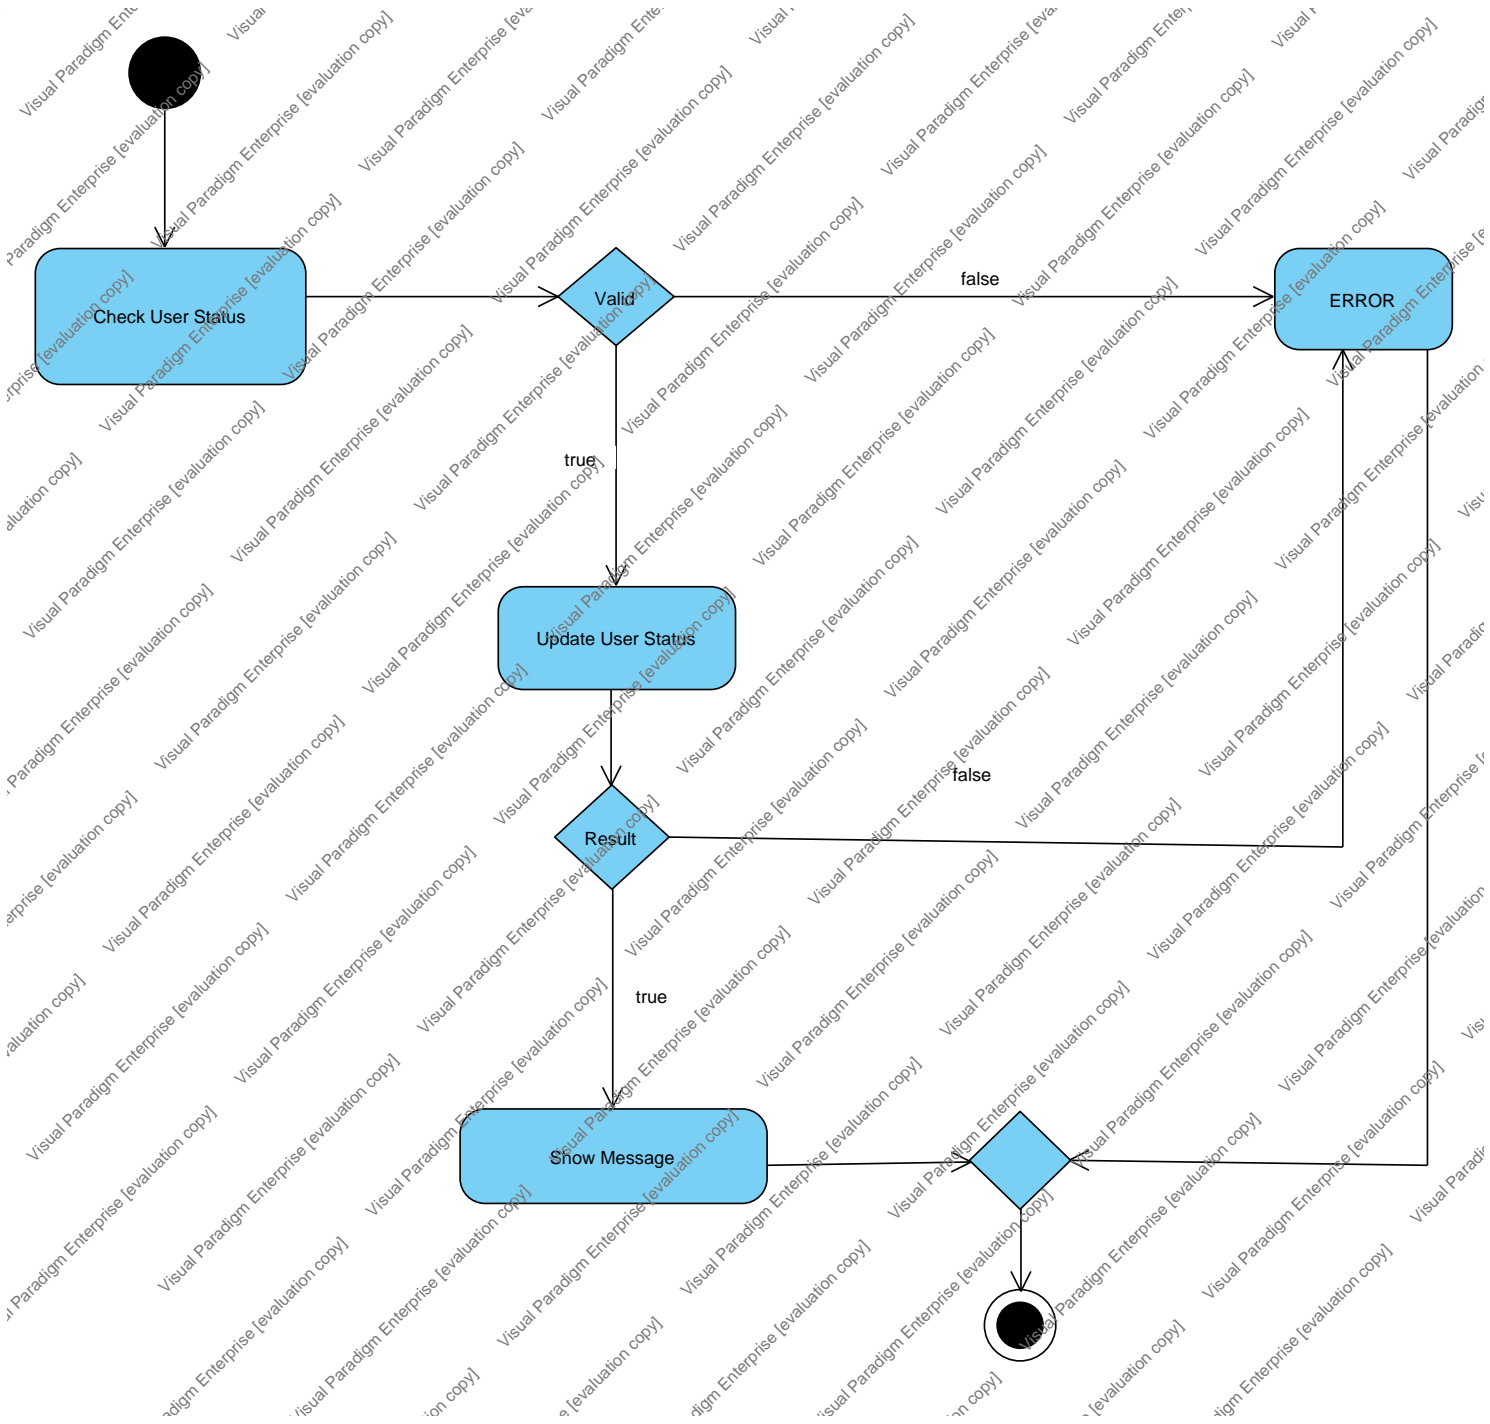 Check User Status
Valid
false
ERROR
true
Update User Status
false
Result
true
Show Message
Visual Paradigm Enterprise [evaluation copy]